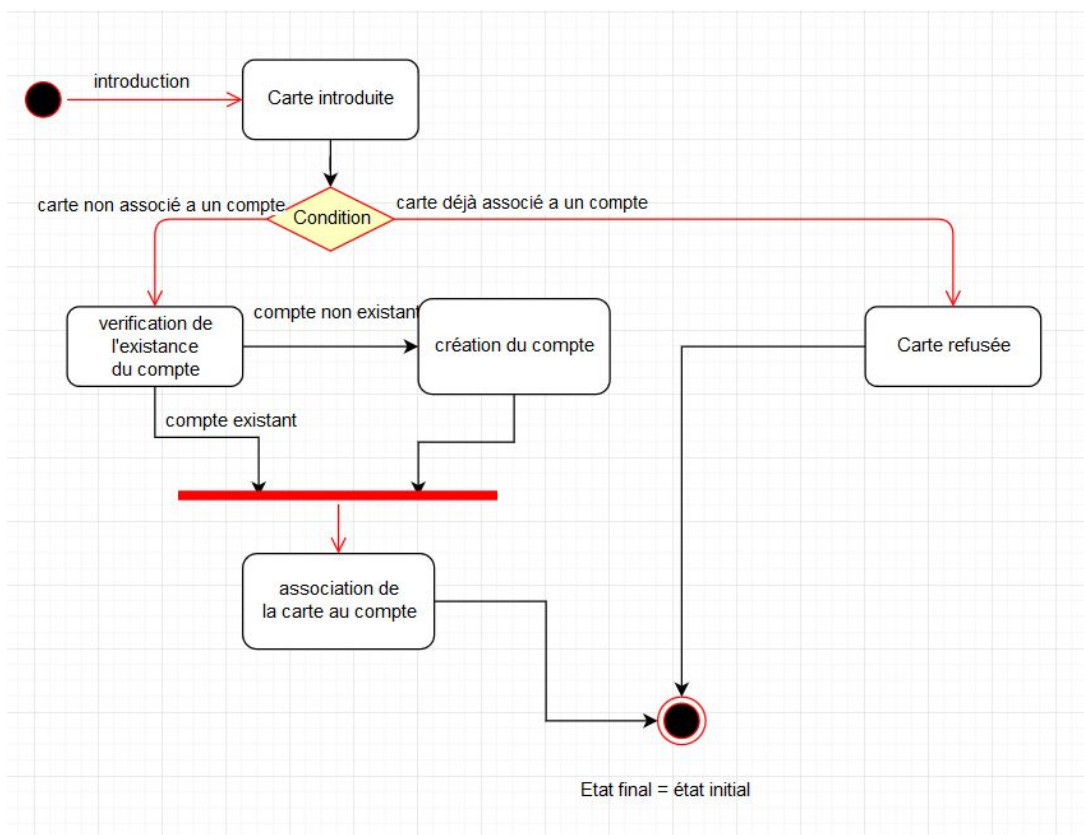 introduction
Carte introduite
carte non associé a un compte
Condition
carte déjà associé a un compte
verification de
l'existance
du compte
compte non existant
création du compte
Carte refusée
compte existant
association de
la carte au compte
Etat final = état initial